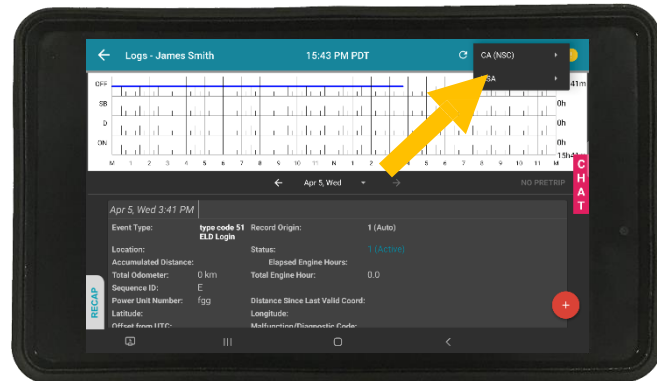 Logs - James Smith 15:43 PM PDT CA (NSC)
OFF
SB 0h
D 0h
ON
M 1 2 3 4 5 6 7 8 9 10 11 N 1 2 4 5 6 7 8 9 10 11 M
Apr 5, Wed NO PRETRIP
CHAT
Apr 5, Wed 3:41 PM
Event Type: type code 51 Record Origin: 1 (Auto)
ELD Login
Location: Status: 1 (Active)
Accumulated Distance: Elapsed Engine Hours:
Total Odometer: 0 km Total Engine Hour: 0.0
Sequence ID: E
Power Unit Number: fgg Distance Since Last Valid Coord:
Latitude: Longitude:
Offset from UTC: Malfunction/Diagnostic Code:
RECAP
+